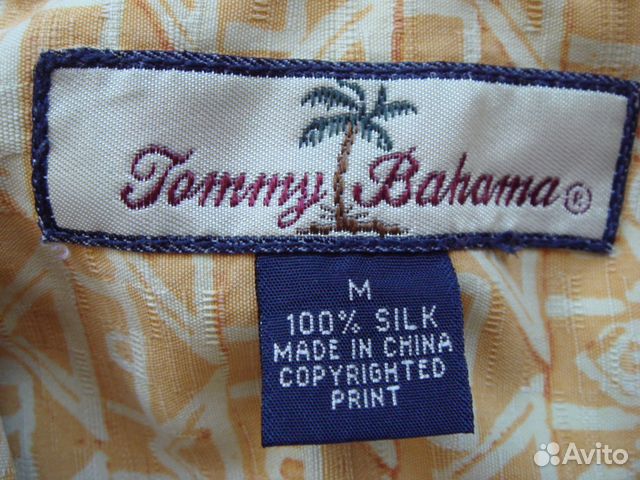 Tommy Bahama ®
M
100% SILK
MADE IN CHINA
COPYRIGHTED
PRINT
Avito